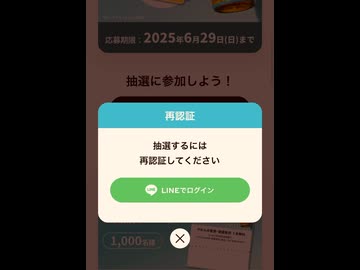 応募期限：2025年6月29日(日)まで
抽選に参加しよう！
再認証
抽選するには
再認証してください
LINE LINEでログイン
1,000名様